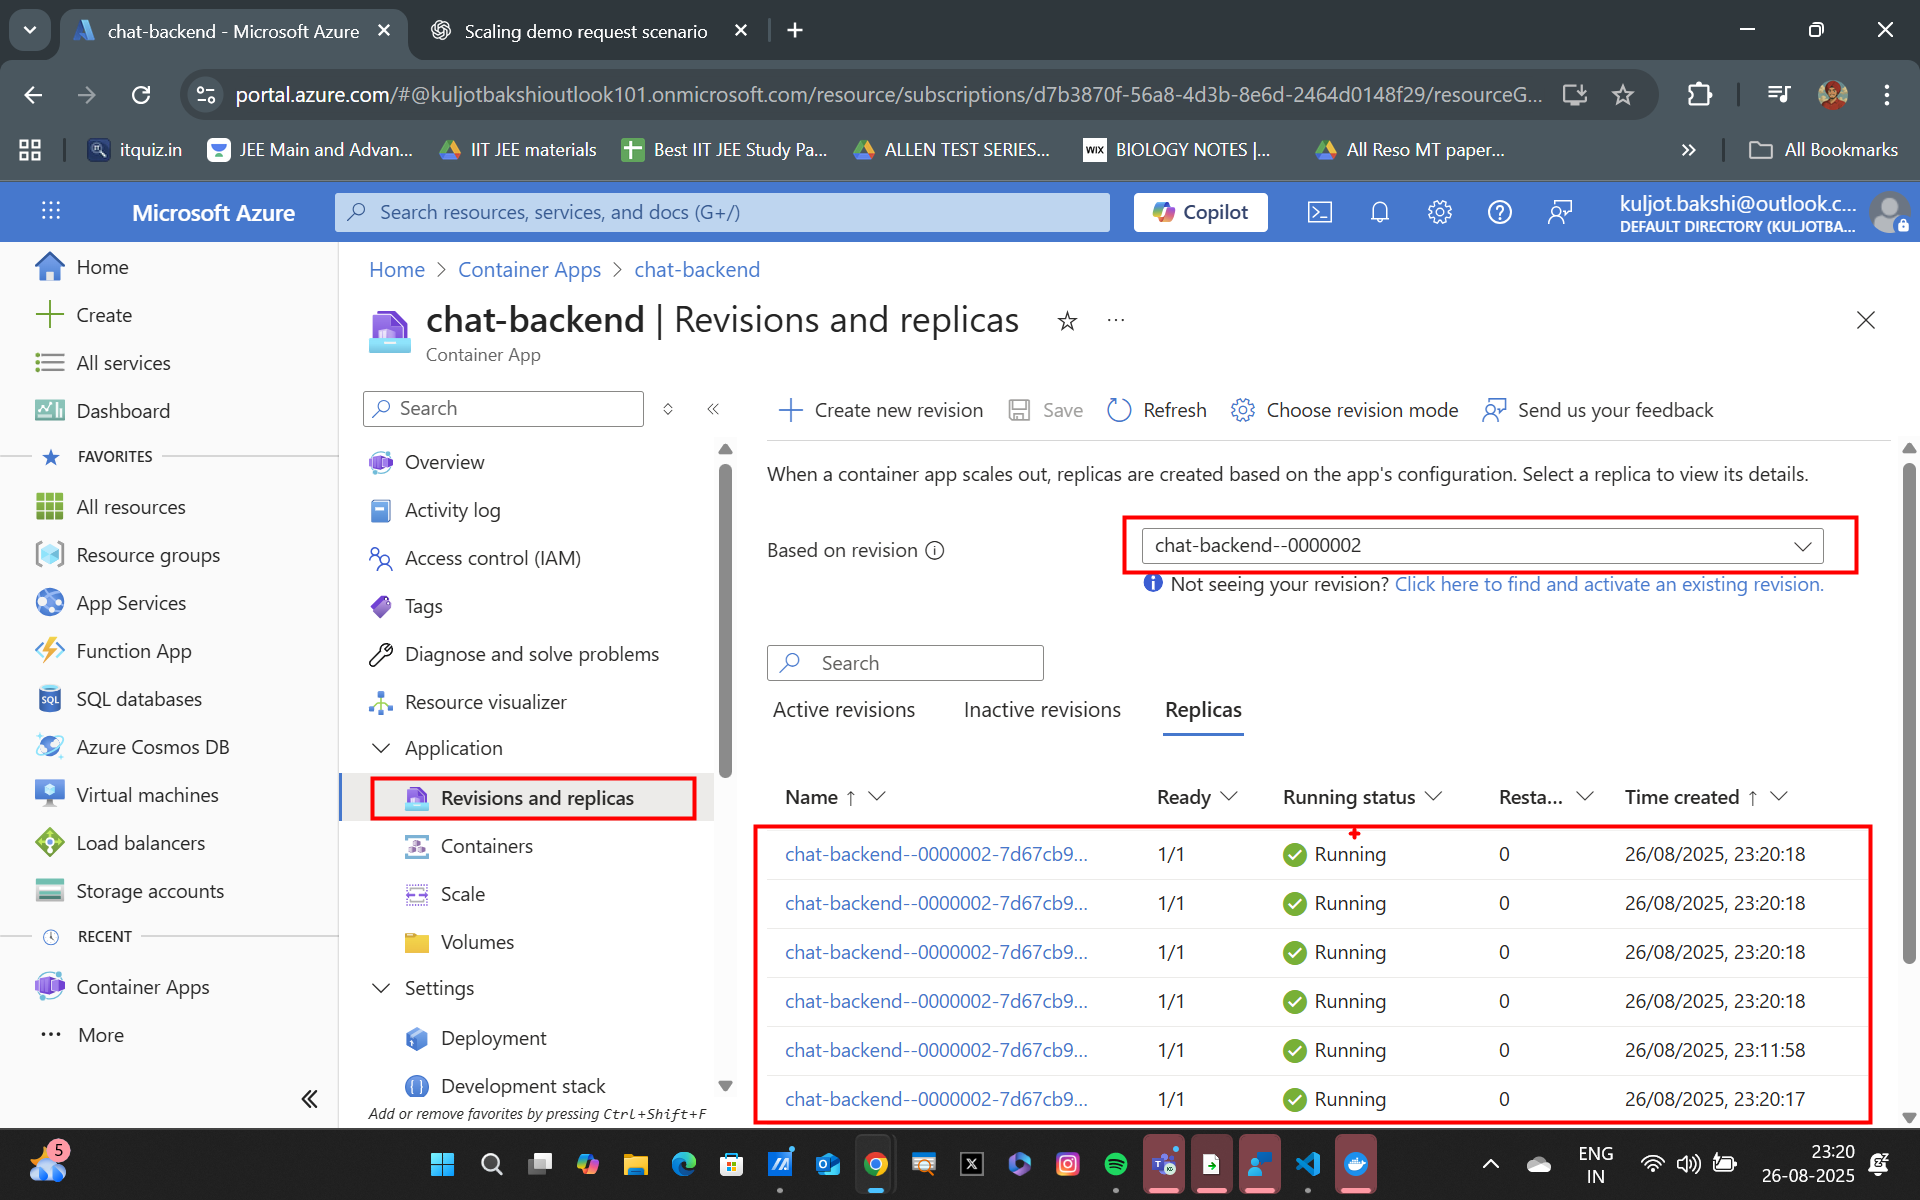 chat-backend - Microsoft Azure
Scaling demo request scenario
portal.azure.com/#@kuljotbakshioutlook101.onmicrosoft.com/resource/subscriptions/d7b3870f-56a8-4d3b-8e6d-2464d0148f29/resourceG...
itquiz.in
JEE Main and Advan...
IIT JEE materials
Best IIT JEE Study Pa...
ALLEN TEST SERIES...
WIX BIOLOGY NOTES |...
All Reso MT paper...
All Bookmarks
Microsoft Azure
Search resources, services, and docs (G+/)
Copilot
kuljot.bakshi@outlook.c...
DEFAULT DIRECTORY (KULJOTBA...
Home
Create
All services
Dashboard
FAVORITES
All resources
Resource groups
App Services
Function App
SQL databases
Azure Cosmos DB
Virtual machines
Load balancers
Storage accounts
RECENT
Container Apps
More
Home > Container Apps > chat-backend
chat-backend | Revisions and replicas
Container App
Search
Overview
Activity log
Access control (IAM)
Tags
Diagnose and solve problems
Resource visualizer
Application
Revisions and replicas
Containers
Scale
Volumes
Settings
Deployment
Development stack
Add or remove favorites by pressing Ctrl+Shift+F
Create new revision Save Refresh Choose revision mode Send us your feedback
When a container app scales out, replicas are created based on the app's configuration. Select a replica to view its details.
Based on revision
chat-backend--0000002
Not seeing your revision? Click here to find and activate an existing revision.
Search
Active revisions Inactive revisions Replicas
Name ↑ Ready Running status Resta... Time created ↑
chat-backend--0000002-7d67cb9... 1/1 Running 0 26/08/2025, 23:20:18
chat-backend--0000002-7d67cb9... 1/1 Running 0 26/08/2025, 23:20:18
chat-backend--0000002-7d67cb9... 1/1 Running 0 26/08/2025, 23:20:18
chat-backend--0000002-7d67cb9... 1/1 Running 0 26/08/2025, 23:20:18
chat-backend--0000002-7d67cb9... 1/1 Running 0 26/08/2025, 23:11:58
chat-backend--0000002-7d67cb9... 1/1 Running 0 26/08/2025, 23:20:17
5
ENG
IN
23:20
26-08-2025